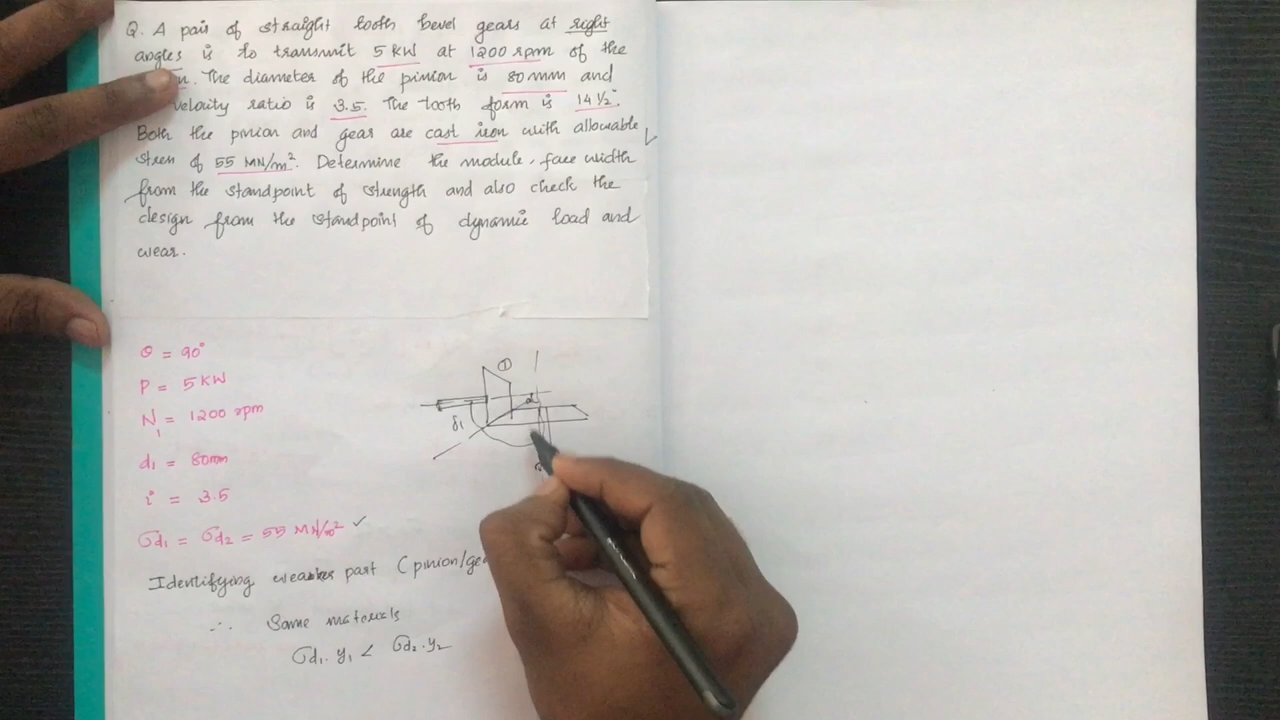 Q. A pair of straight tooth bevel gears at right
angles is to transmit 5 KW at 1200 rpm of the
The diameter of the pinion is 80mm and
velocity ratio is 3.5. The tooth form is 14½°.
Both the pinion and gear are cast iron with allowable
stress of 55 MN/m². Determine the module, face width
from the standpoint of strength and also check the
design from the standpoint of dynamic load and
wear.
θ = 90°
P = 5 KW
N₁ = 1200 rpm
d₁ = 80mm
i = 3.5
σd₁ = σd₂ = 55 MN/m² ✓
①
δ₁
Identifying weaker part (pinion/ge
∴ Same materials
σd₁.y₁ < σd₂.y₂